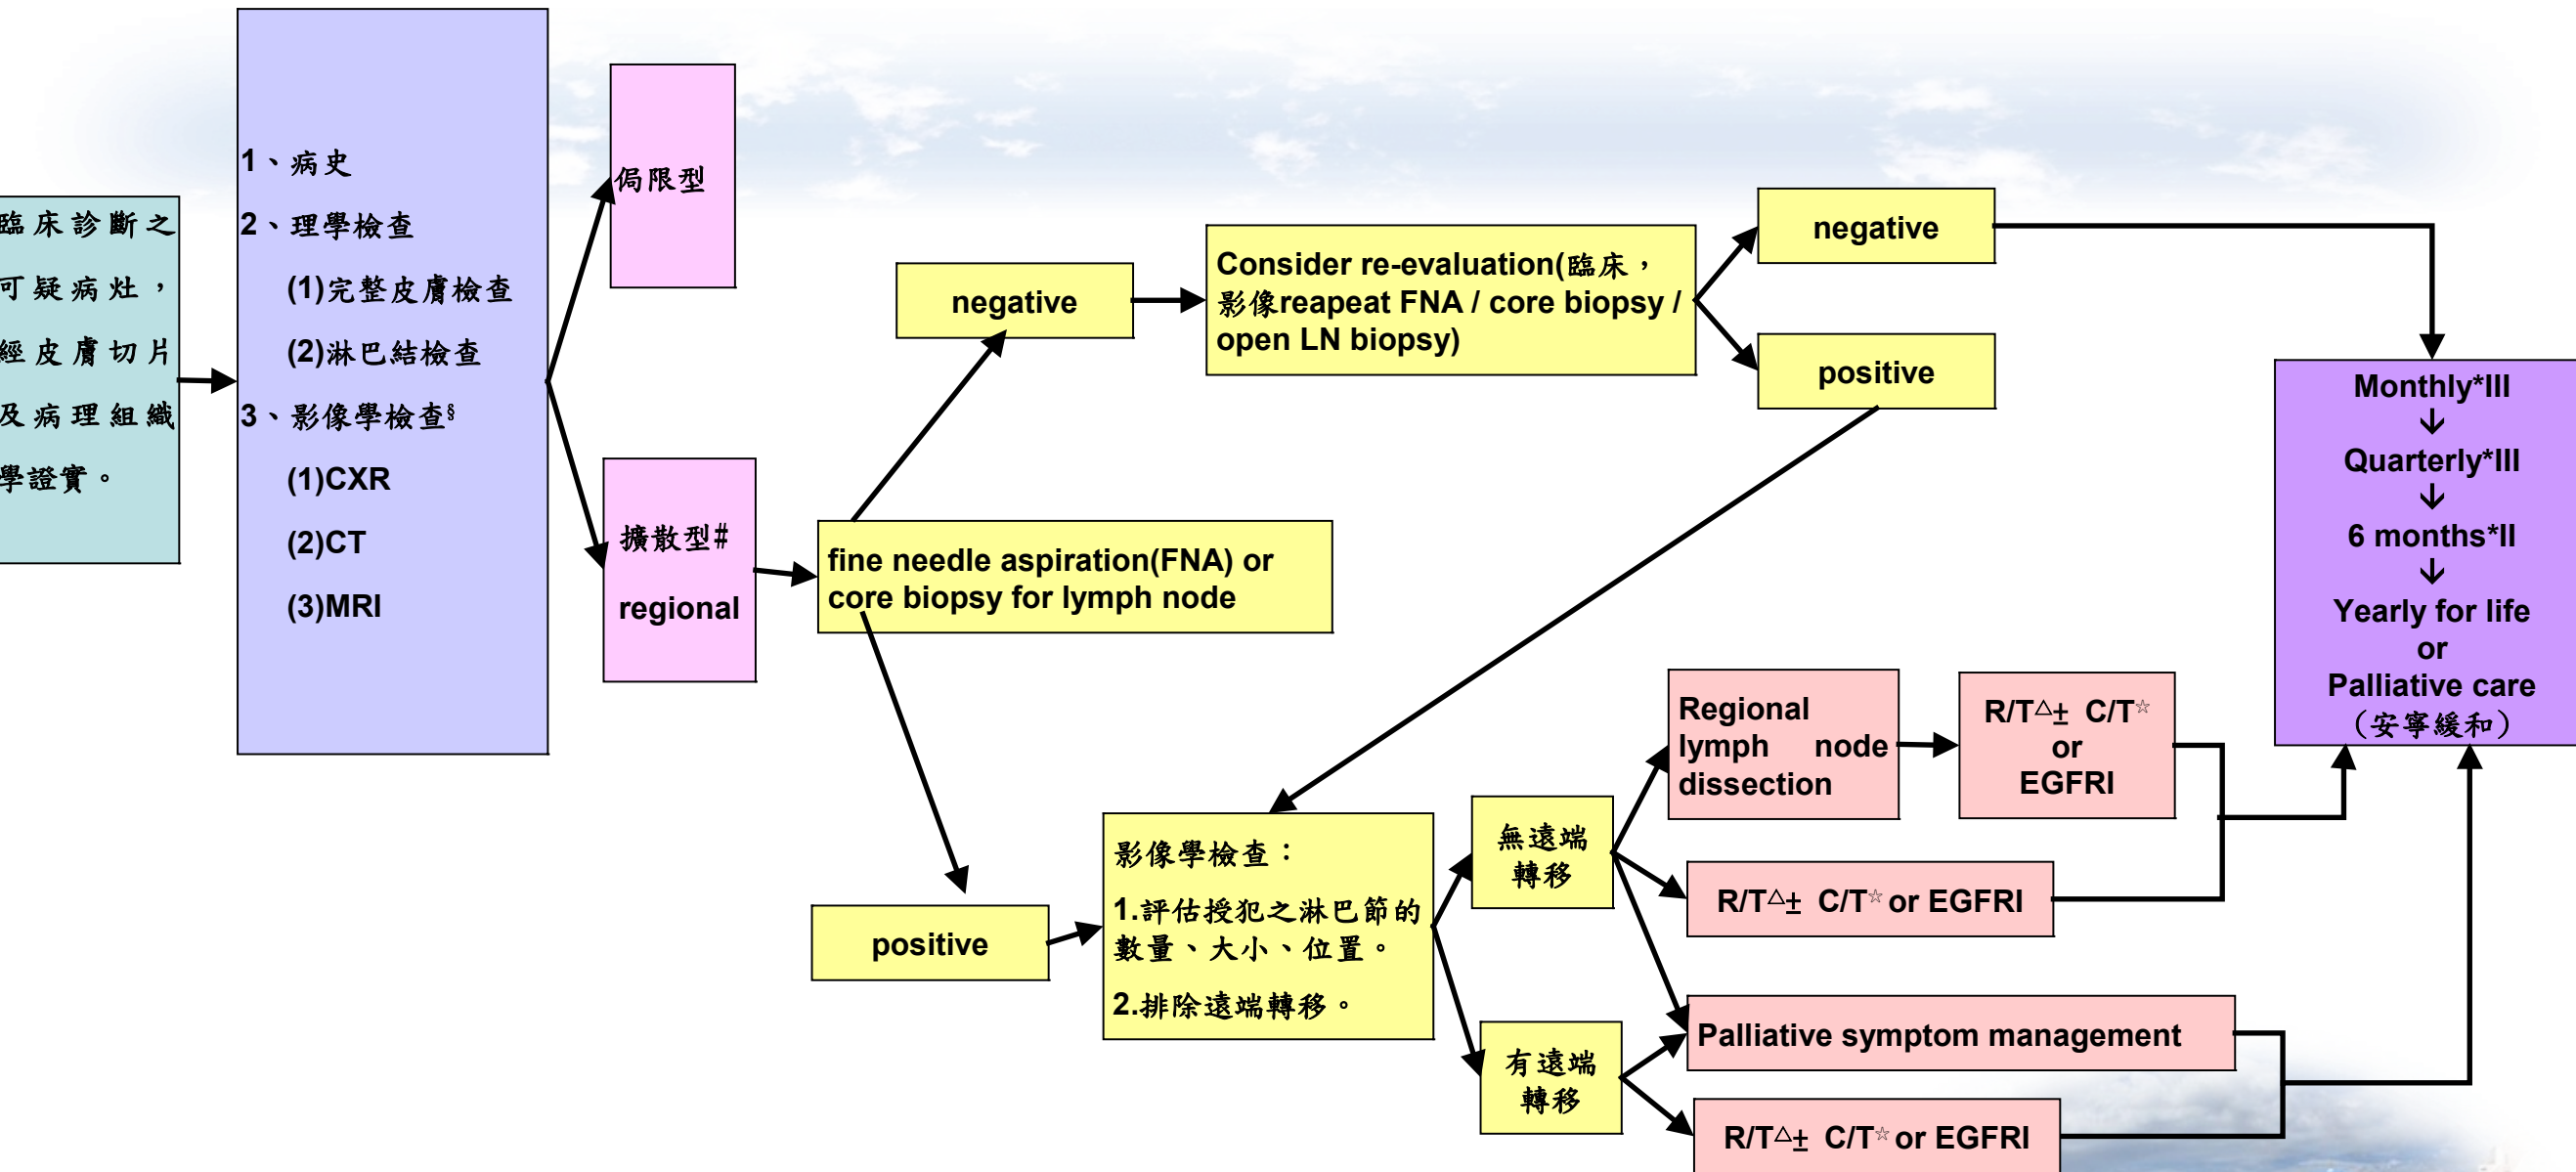 臨床診斷之
可疑病灶，
經皮膚切片
及病理組織
學證實。
1、病史
2、理學檢查
(1)完整皮膚檢查
(2)淋巴結檢查
3、影像學檢查§
(1)CXR
(2)CT
(3)MRI
侷限型
擴散型#
regional
fine needle aspiration(FNA) or
core biopsy for lymph node
negative
Consider re-evaluation(臨床，
影像reapeat FNA / core biopsy /
open LN biopsy)
negative
positive
positive
影像學檢查：
1.評估授犯之淋巴節的
數量、大小、位置。
2.排除遠端轉移。
無遠端
轉移
有遠端
轉移
Regional
lymph node
dissection
R/T△± C/T☆
or
EGFRI
R/T△± C/T☆ or EGFRI
Palliative symptom management
R/T△± C/T☆ or EGFRI
Monthly*III
↓
Quarterly*III
↓
6 months*II
↓
Yearly for life
or
Palliative care
（安寧緩和）